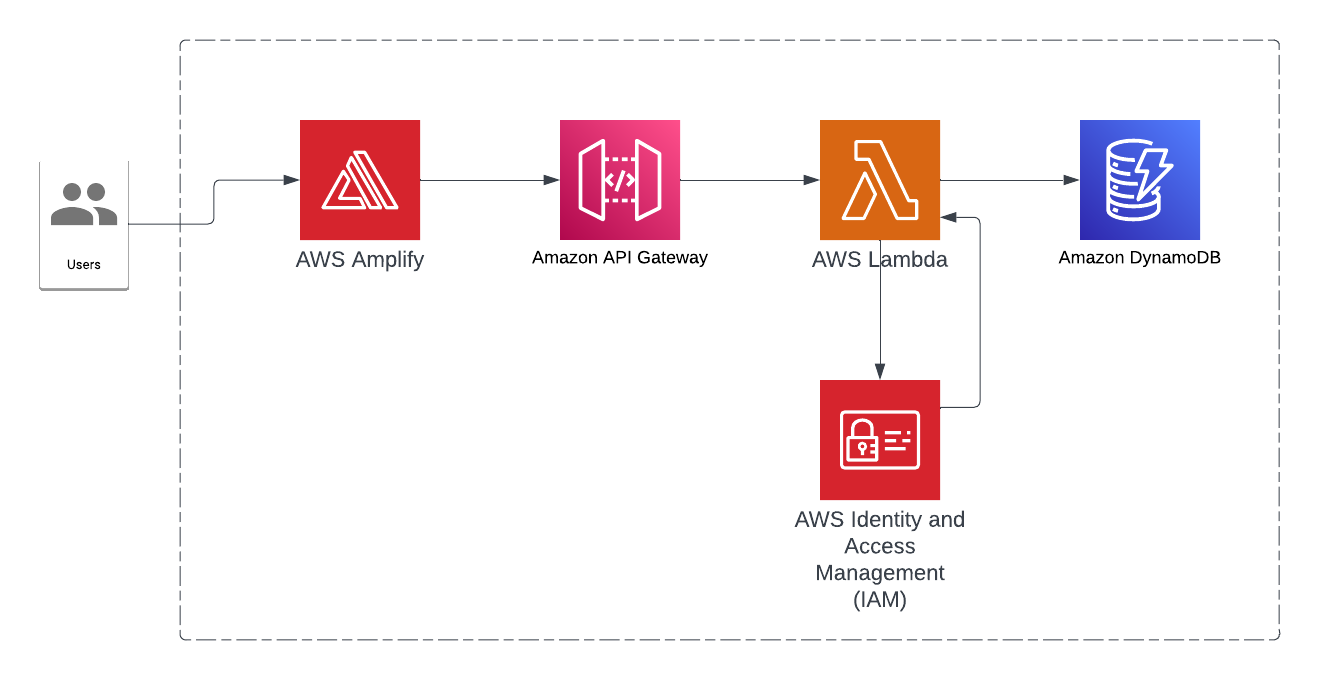 Users
AWS Amplify
Amazon API Gateway
AWS Lambda
Amazon DynamoDB
AWS Identity and
Access
Management
(IAM)